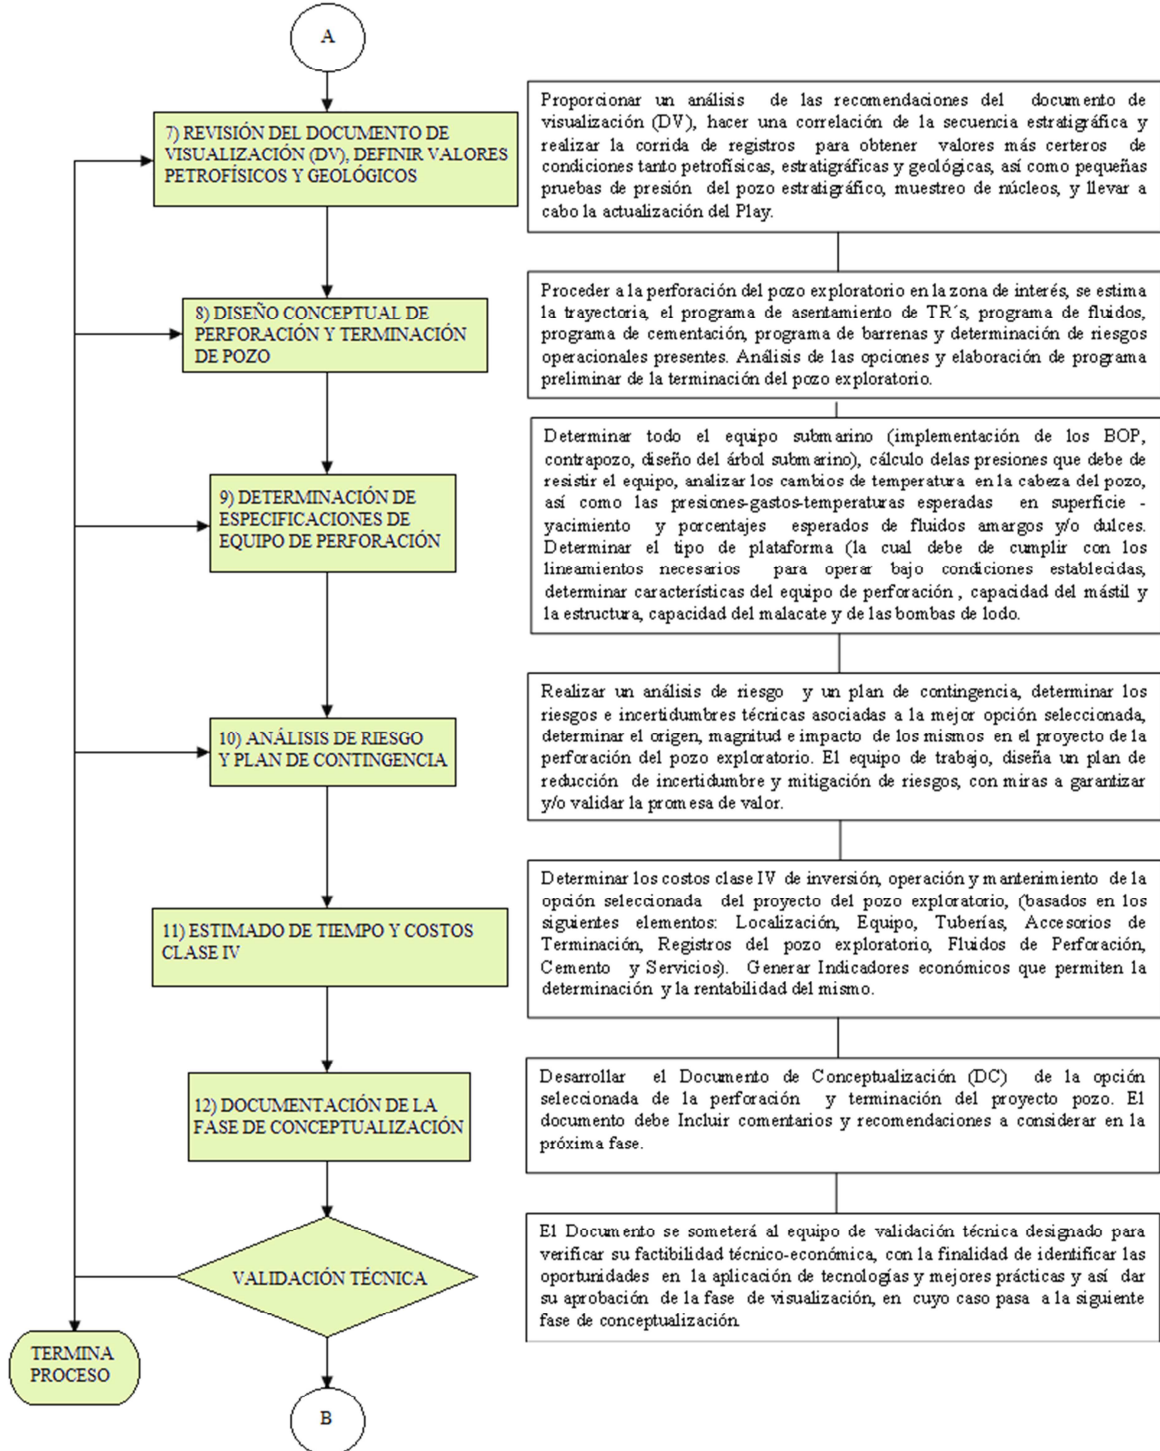 A
7) REVISIÓN DEL DOCUMENTO DE
VISUALIZACIÓN (DV), DEFINIR VALORES
PETROFÍSICOS Y GEOLÓGICOS
Proporcionar un análisis de las recomendaciones del documento de
visualización (DV), hacer una correlación de la secuencia estratigráfica y
realizar la corrida de registros para obtener valores más certeros de
condiciones tanto petrofísicas, estratigráficas y geológicas, así como pequeñas
pruebas de presión del pozo estratigráfico, muestreo de núcleos, y llevar a
cabo la actualización del Play.
8) DISEÑO CONCEPTUAL DE
PERFORACIÓN Y TERMINACIÓN
DE POZO
Proceder a la perforación del pozo exploratorio en la zona de interés, se estima
la trayectoria, el programa de asentamiento de TR´s, programa de fluidos,
programa de cementación, programa de barrenas y determinación de riesgos
operacionales presentes. Análisis de las opciones y elaboración de programa
preliminar de la terminación del pozo exploratorio.
9) DETERMINACIÓN DE
ESPECIFICACIONES DE
EQUIPO DE PERFORACIÓN
Determinar todo el equipo submarino (implementación de los BOP,
contrapozo, diseño del árbol submarino), cálculo delas presiones que debe de
resistir el equipo, analizar los cambios de temperatura en la cabeza del pozo,
así como las presiones-gastos-temperaturas esperadas en superficie -
yacimiento y porcentajes esperados de fluidos amargos y/o dulces.
Determinar el tipo de plataforma (la cual debe de cumplir con los
lineamientos necesarios para operar bajo condiciones establecidas,
determinar características del equipo de perforación , capacidad del mástil y
la estructura, capacidad del malacate y de las bombas de lodo.
10) ANÁLISIS DE RIESGO
Y PLAN DE CONTINGENCIA
Realizar un análisis de riesgo y un plan de contingencia, determinar los
riesgos e incertidumbres técnicas asociadas a la mejor opción seleccionada,
determinar el origen, magnitud e impacto de los mismos en el proyecto de la
perforación del pozo exploratorio. El equipo de trabajo, diseña un plan de
reducción de incertidumbre y mitigación de riesgos, con miras a garantizar
y/o validar la promesa de valor.
11) ESTIMADO DE TIEMPO Y COSTOS
CLASE IV
Determinar los costos clase IV de inversión, operación y mantenimiento de la
opción seleccionada del proyecto del pozo exploratorio, (basados en los
siguientes elementos: Localización, Equipo, Tuberías, Accesorios de
Terminación, Registros del pozo exploratorio, Fluidos de Perforación,
Cemento y Servicios). Generar Indicadores económicos que permiten la
determinación y la rentabilidad del mismo.
12) DOCUMENTACIÓN DE LA
FASE DE CONCEPTUALIZACIÓN
Desarrollar el Documento de Conceptualización (DC) de la opción
seleccionada de la perforación y terminación del proyecto pozo. El
documento debe Incluir comentarios y recomendaciones a considerar en la
próxima fase.
VALIDACIÓN TÉCNICA
El Documento se someterá al equipo de validación técnica designado para
verificar su factibilidad técnico-económica, con la finalidad de identificar las
oportunidades en la aplicación de tecnologías y mejores prácticas y así dar
su aprobación de la fase de visualización, en cuyo caso pasa a la siguiente
fase de conceptualización.
TERMINA
PROCESO
B